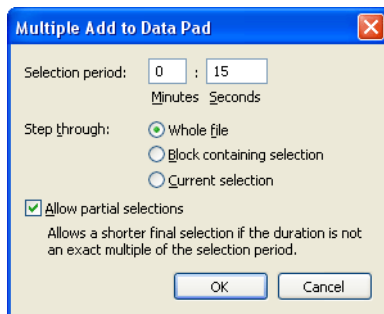 Multiple Add to Data Pad
Selection period: 0 : 15
Minutes Seconds
Step through: Whole file
Block containing selection
Current selection
Allow partial selections
Allows a shorter final selection if the duration is not
an exact multiple of the selection period.
OK Cancel